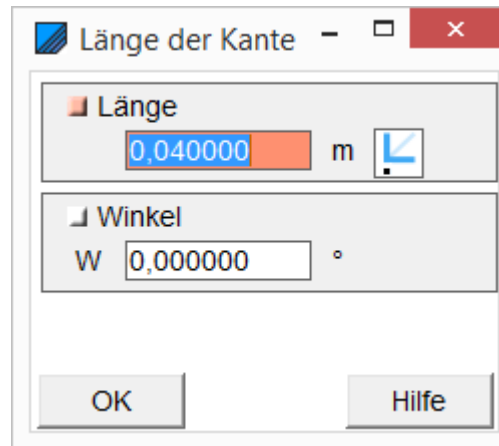 Länge der Kante
Länge
0,040000 m
Winkel
W 0,000000 °
OK Hilfe